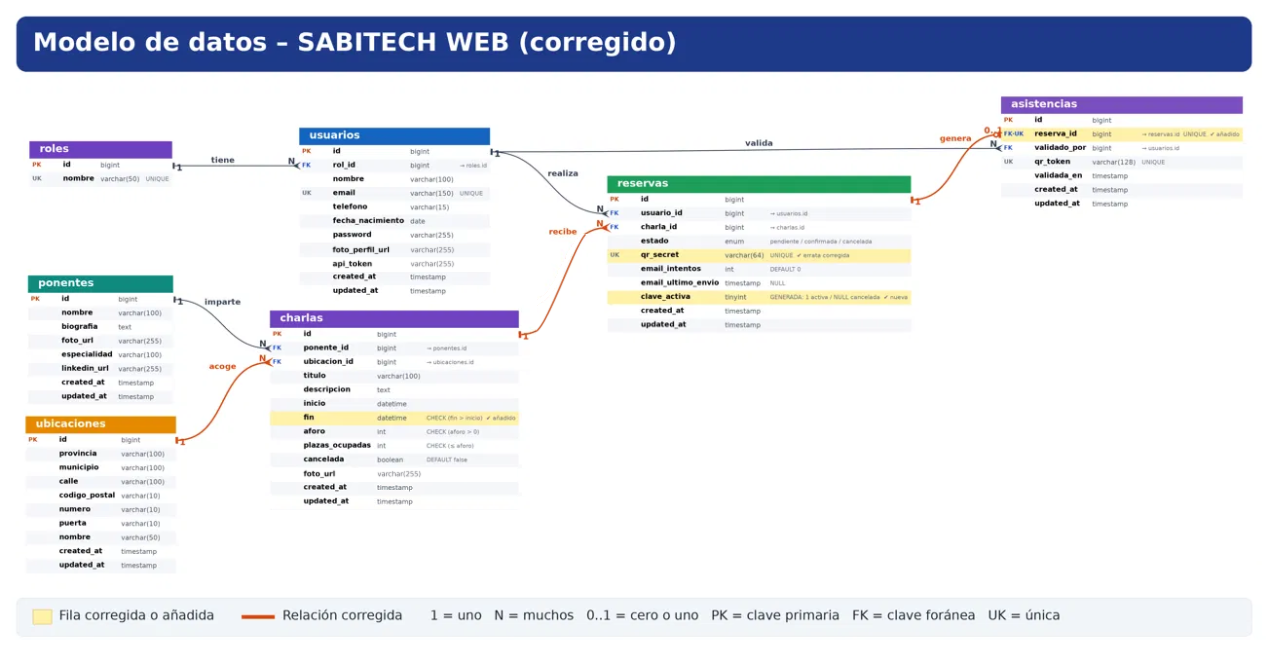 Modelo de datos – SABITECH WEB (corregido)
roles
PK id bigint
UK nombre varchar(50) UNIQUE
1
tiene
N
usuarios
PK id bigint
FK rol_id bigint → roles.id
nombre varchar(100)
UK email varchar(150) UNIQUE
telefono varchar(15)
fecha_nacimiento date
password varchar(255)
foto_perfil_url varchar(255)
api_token varchar(255)
created_at timestamp
updated_at timestamp
1
valida
N
realiza
N
asistencias
PK id bigint
FK·UK reserva_id bigint → reservas.id UNIQUE ✔ añadido
FK validado_por bigint → usuarios.id
UK qr_token varchar(128) UNIQUE
validada_en timestamp
created_at timestamp
updated_at timestamp
genera
0..1
1
reservas
PK id bigint
FK usuario_id bigint → usuarios.id
FK charla_id bigint → charlas.id
estado enum pendiente / confirmada / cancelada
UK qr_secret varchar(64) UNIQUE ✔ errata corregida
email_intentos int DEFAULT 0
email_ultimo_envio timestamp NULL
clave_activa tinyint GENERADA: 1 activa / NULL cancelada ✔ nueva
created_at timestamp
updated_at timestamp
recibe
N
1
ponentes
PK id bigint
nombre varchar(100)
biografia text
foto_url varchar(255)
especialidad varchar(100)
linkedin_url varchar(255)
created_at timestamp
updated_at timestamp
1
imparte
N
charlas
PK id bigint
FK ponente_id bigint → ponentes.id
FK ubicacion_id bigint → ubicaciones.id
titulo varchar(100)
descripcion text
inicio datetime
fin datetime CHECK (fin > inicio) ✔ añadido
aforo int CHECK (aforo > 0)
plazas_ocupadas int CHECK (≤ aforo)
cancelada boolean DEFAULT false
foto_url varchar(255)
created_at timestamp
updated_at timestamp
acoge
N
1
ubicaciones
PK id bigint
provincia varchar(100)
municipio varchar(100)
calle varchar(100)
codigo_postal varchar(10)
numero varchar(10)
puerta varchar(10)
nombre varchar(50)
created_at timestamp
updated_at timestamp
Fila corregida o añadida Relación corregida 1 = uno N = muchos 0..1 = cero o uno PK = clave primaria FK = clave foránea UK = única